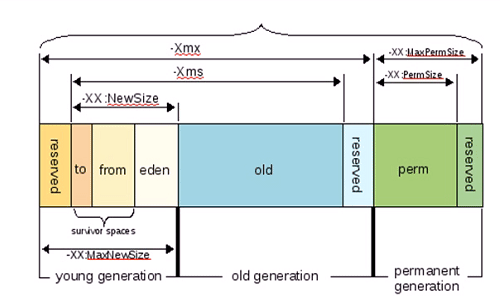 -Xmx
-XX:MaxPermSize
-Xms
-XX:PermSize
-XX:NewSize
reserved
to
from
eden
old
reserved
perm
reserved
survivor spaces
-XX:MaxNewSize
young generation
old generation
permanent
generation